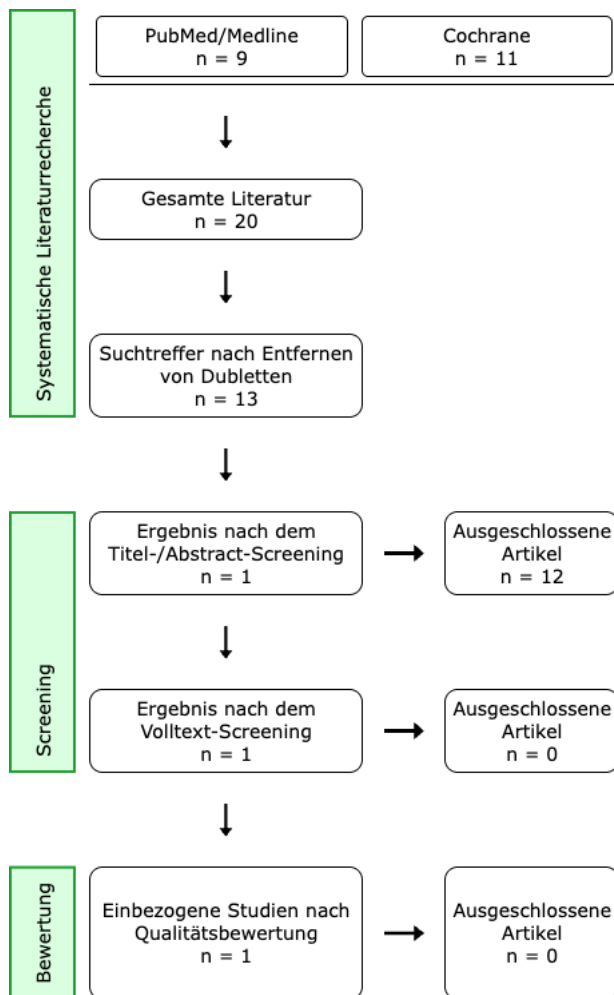 Systematische Literaturrecherche
PubMed/Medline
n = 9
Cochrane
n = 11
Gesamte Literatur
n = 20
Suchtreffer nach Entfernen
von Dubletten
n = 13
Screening
Ergebnis nach dem
Titel-/Abstract-Screening
n = 1
Ausgeschlossene
Artikel
n = 12
Ergebnis nach dem
Volltext-Screening
n = 1
Ausgeschlossene
Artikel
n = 0
Bewertung
Einbezogene Studien nach
Qualitätsbewertung
n = 1
Ausgeschlossene
Artikel
n = 0